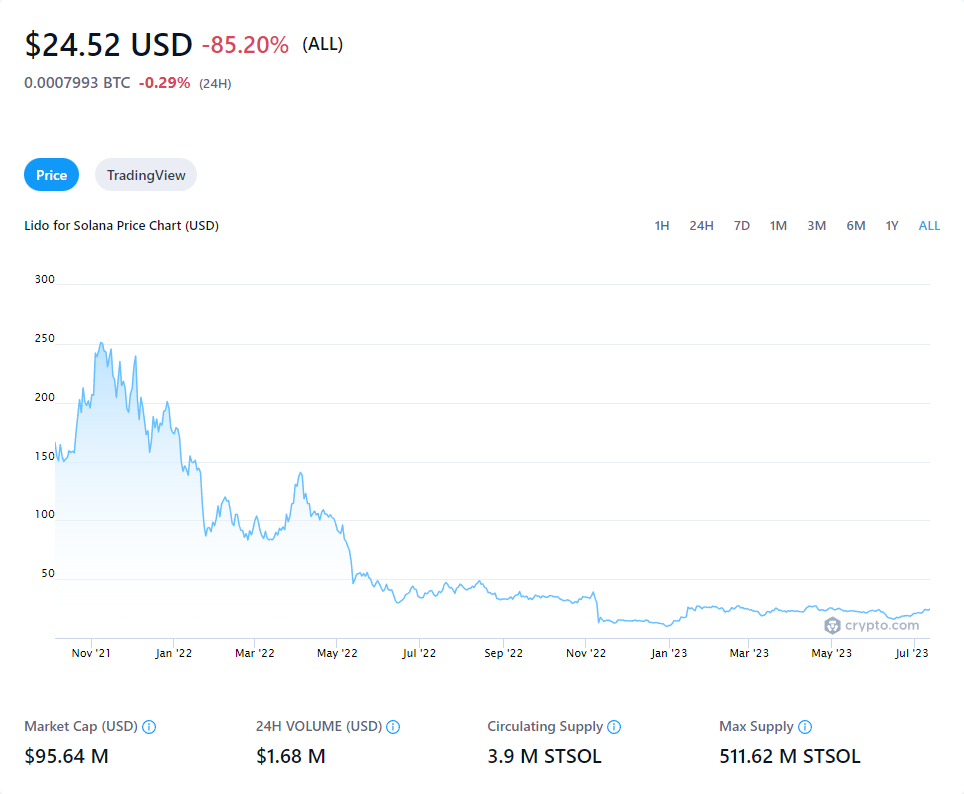 $24.52 USD -85.20% (ALL)
0.0007993 BTC -0.29% (24H)
Price TradingView
Lido for Solana Price Chart (USD) 1H 24H 7D 1M 3M 6M 1Y ALL
300
250
200
150
100
50
crypto.com
Nov '21 Jan '22 Mar '22 May '22 Jul '22 Sep '22 Nov '22 Jan '23 Mar '23 May '23 Jul '23
Market Cap (USD) 24H VOLUME (USD) Circulating Supply Max Supply
$95.64 M $1.68 M 3.9 M STSOL 511.62 M STSOL